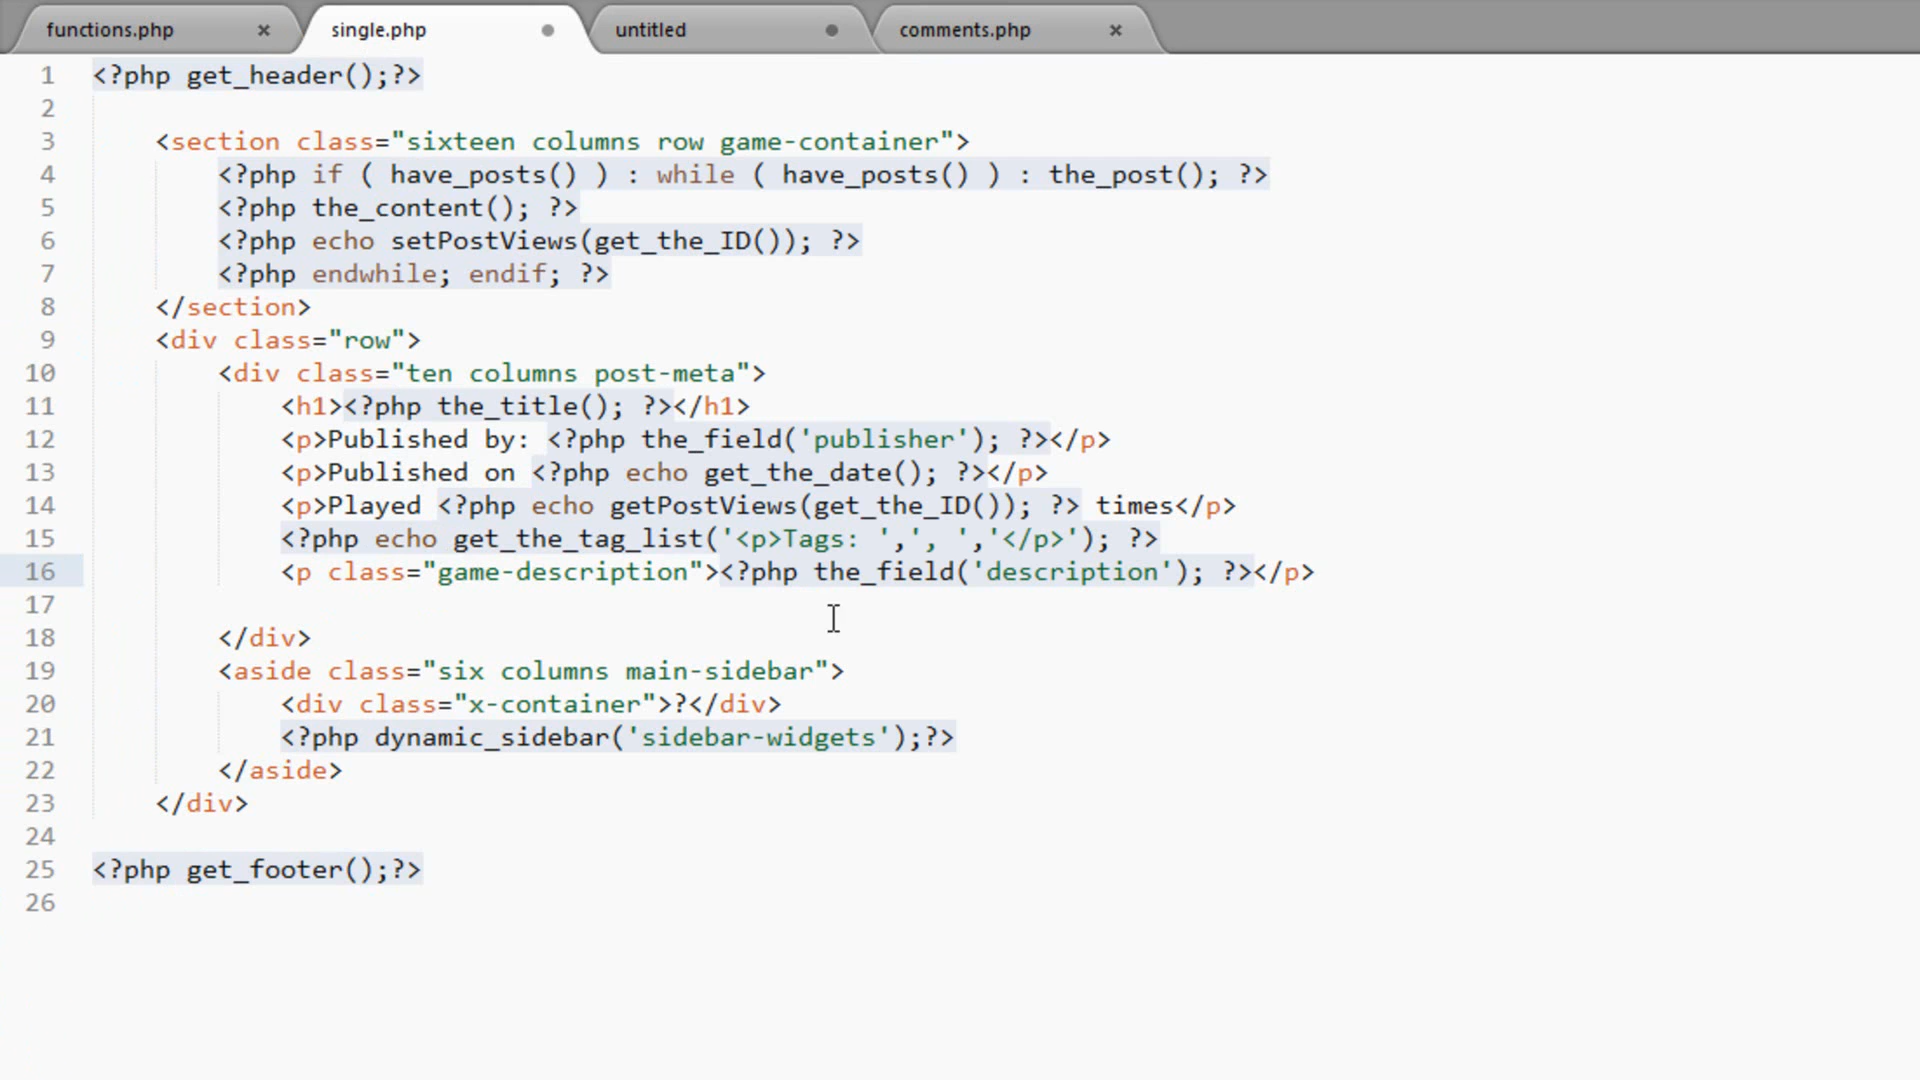 functions.php × single.php untitled comments.php ×
1 <?php get_header();?>
2
3 <section class="sixteen columns row game-container">
4 <?php if ( have_posts() ) : while ( have_posts() ) : the_post(); ?>
5 <?php the_content(); ?>
6 <?php echo setPostViews(get_the_ID()); ?>
7 <?php endwhile; endif; ?>
8 </section>
9 <div class="row">
10 <div class="ten columns post-meta">
11 <h1><?php the_title(); ?></h1>
12 <p>Published by: <?php the_field('publisher'); ?></p>
13 <p>Published on <?php echo get_the_date(); ?></p>
14 <p>Played <?php echo getPostViews(get_the_ID()); ?> times</p>
15 <?php echo get_the_tag_list('<p>Tags: ',', ','</p>'); ?>
16 <p class="game-description"><?php the_field('description'); ?></p>
17
18 </div>
19 <aside class="six columns main-sidebar">
20 <div class="x-container">?</div>
21 <?php dynamic_sidebar('sidebar-widgets');?>
22 </aside>
23 </div>
24
25 <?php get_footer();?>
26